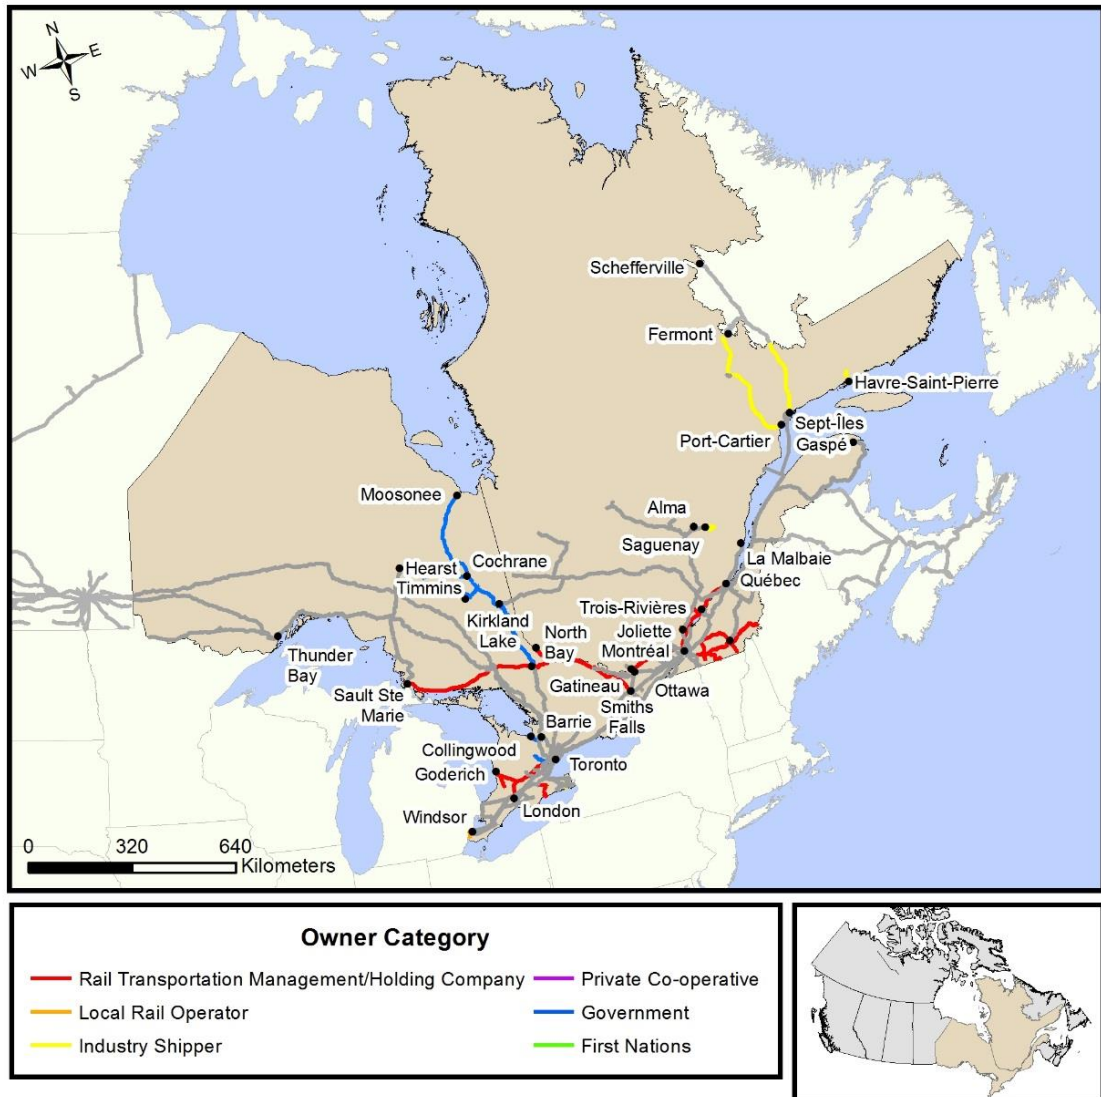 N
W
E
S
Schefferville
Fermont
Havre-Saint-Pierre
Sept-Îles
Port-Cartier
Gaspé
Moosonee
Alma
Saguenay
La Malbaie
Hearst
Cochrane
Timmins
Québec
Trois-Rivières
Kirkland
Lake
North
Bay
Joliette
Montréal
Thunder
Bay
Gatineau
Ottawa
Sault Ste
Marie
Smiths
Falls
Barrie
Collingwood
Toronto
Goderich
Windsor
London
0 320 640
Kilometers
Owner Category
Rail Transportation Management/Holding Company
Private Co-operative
Local Rail Operator
Government
Industry Shipper
First Nations